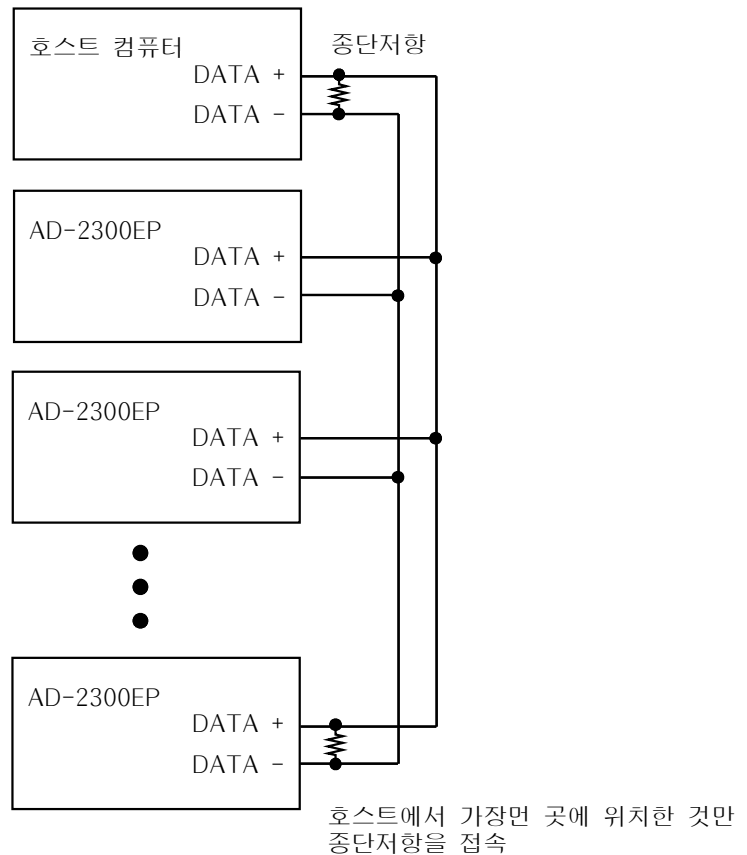 호스트 컴퓨터
종단저항
DATA +
DATA -
AD-2300EP
DATA +
DATA -
AD-2300EP
DATA +
DATA -
AD-2300EP
DATA +
DATA -
호스트에서 가장먼 곳에 위치한 것만
종단저항을 접속